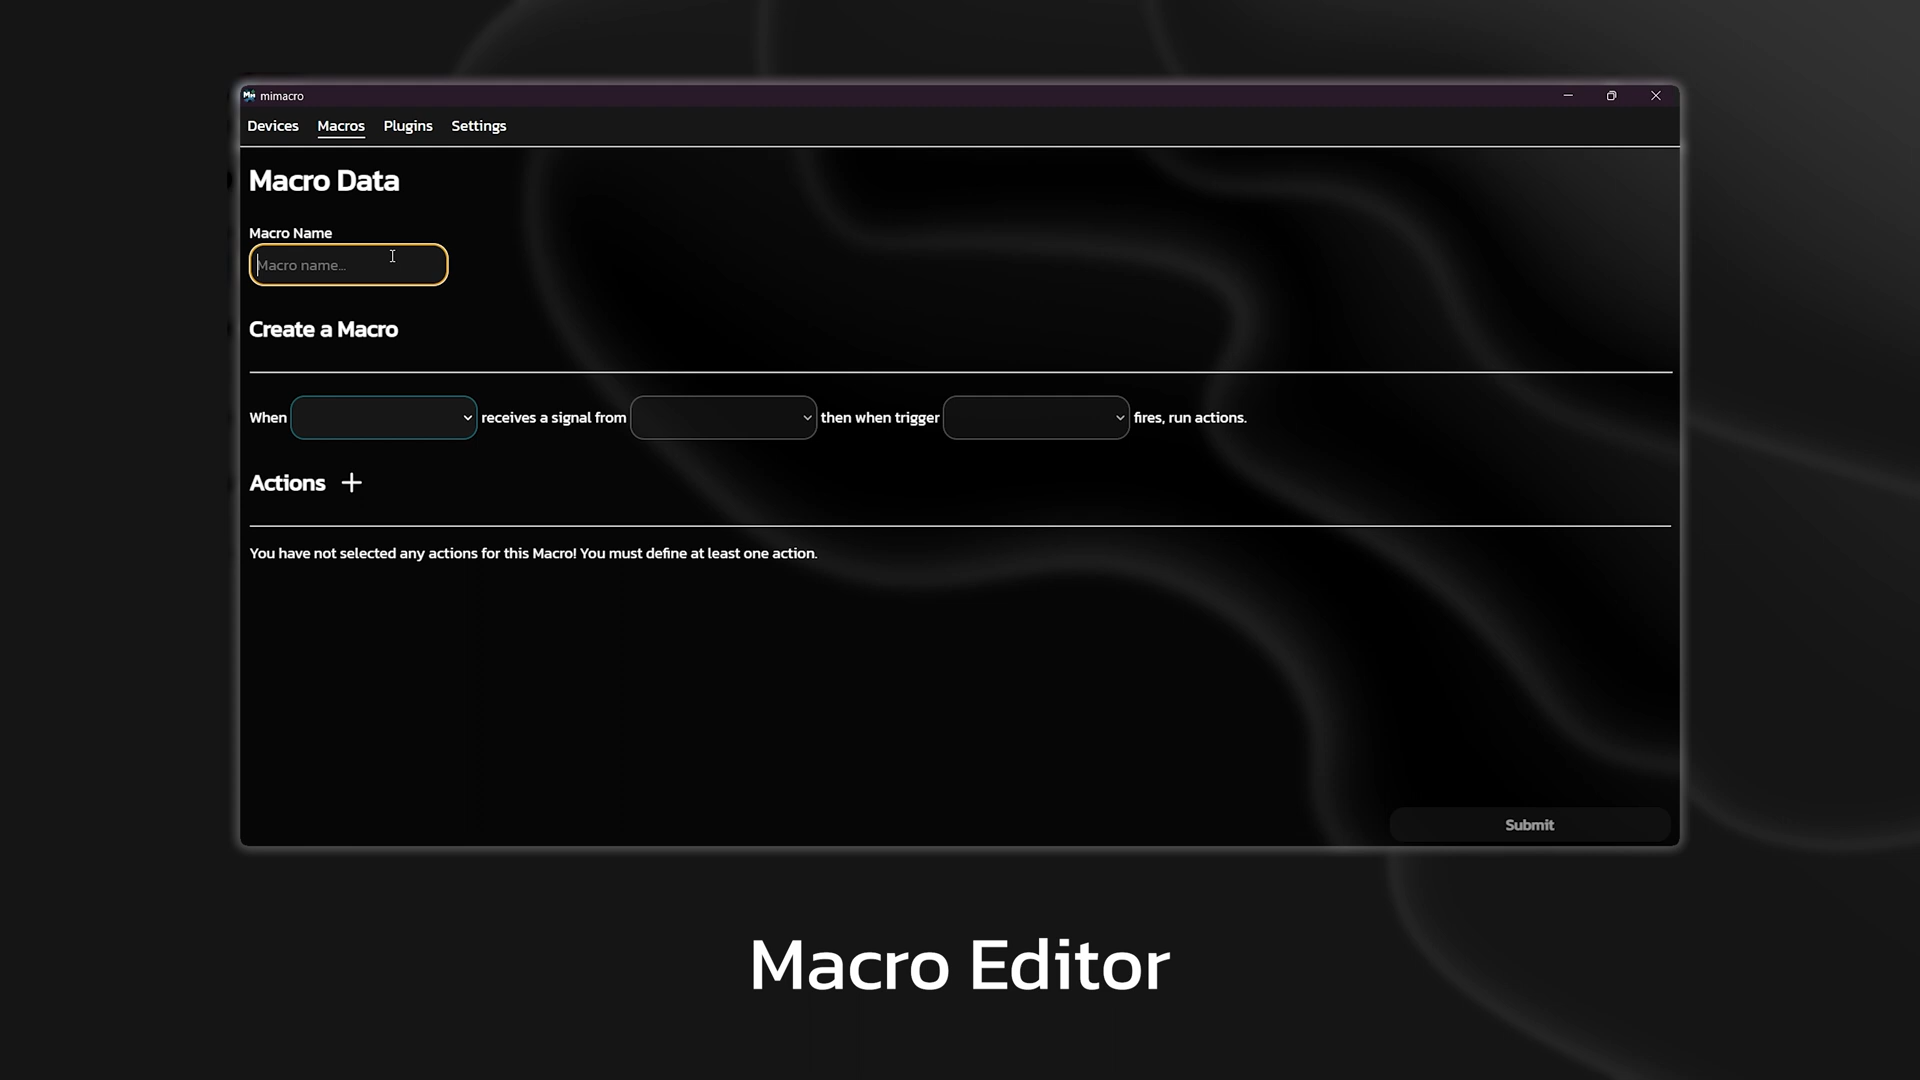 mimacro
Devices Macros Plugins Settings
Macro Data
Macro Name
Macro name...
Create a Macro
When receives a signal from then when trigger fires, run actions.
Actions +
You have not selected any actions for this Macro! You must define at least one action.
Submit
Macro Editor